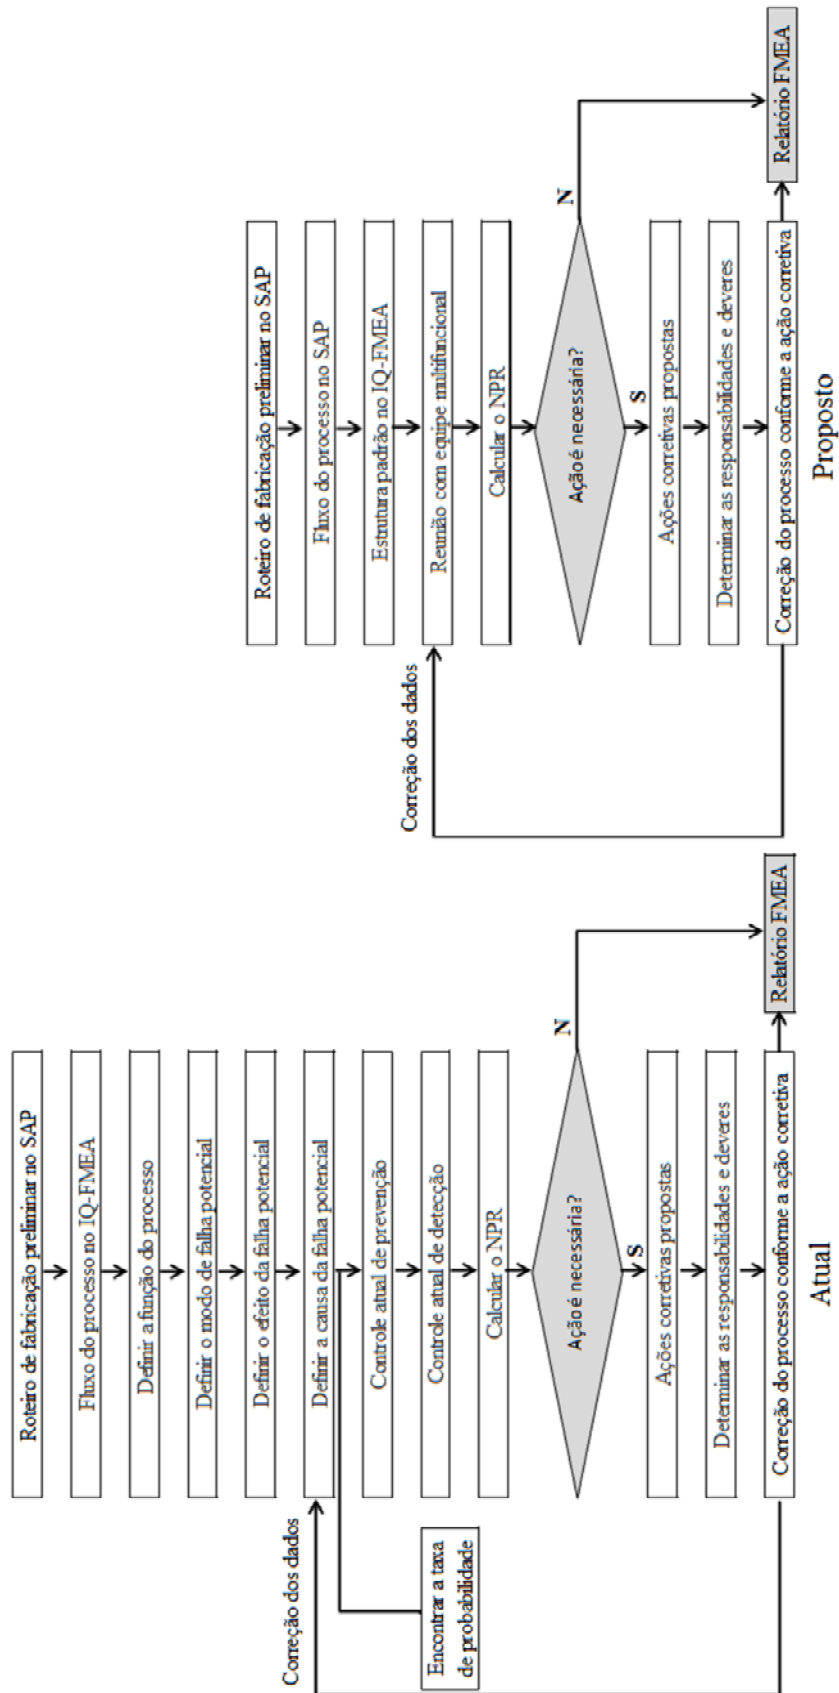 Roteiro de fabricação preliminar no SAP
Fluxo do processo no IQ-FMEA
Definir a função do processo
Definir o modo de falha potencial
Definir o efeito da falha potencial
Correção dos dados
Definir a causa da falha potencial
Controle atual de prevenção
Encontrar a taxa
de probabilidade
Controle atual de detecção
Calcular o NPR
Ação é necessária?
N
S
Ações corretivas propostas
Determinar as responsabilidades e deveres
Correção do processo conforme a ação corretiva
Relatório FMEA
Atual
Roteiro de fabricação preliminar no SAP
Fluxo do processo no SAP
Estrutura padrão no IQ-FMEA
Correção dos dados
Reunião com equipe multifuncional
Calcular o NPR
Ação é necessária?
N
S
Ações corretivas propostas
Determinar as responsabilidades e deveres
Correção do processo conforme a ação corretiva
Relatório FMEA
Proposto